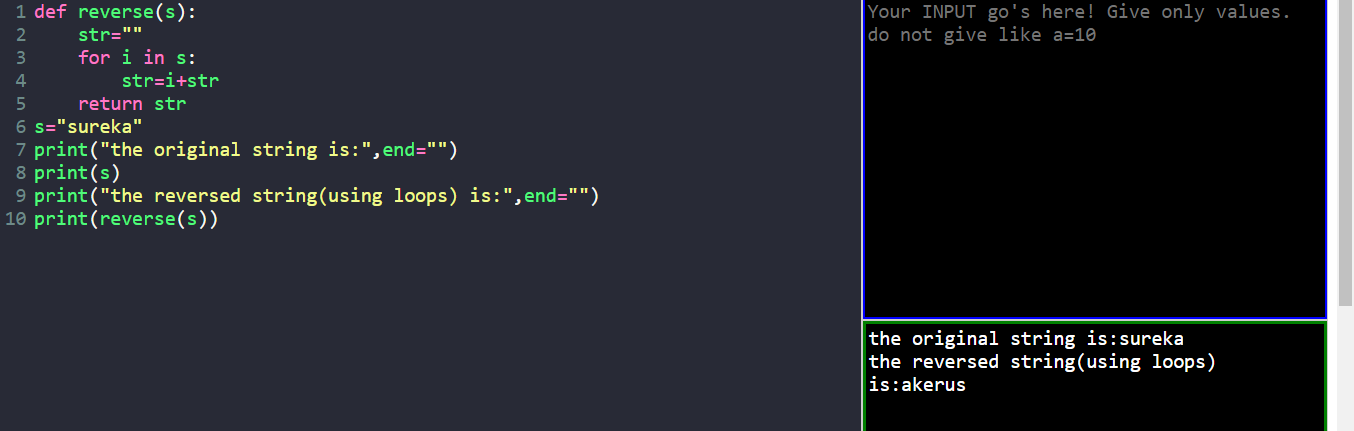 1 def reverse(s):
2     str=""
3     for i in s:
4         str=i+str
5     return str
6 s="sureka"
7 print("the original string is:",end="")
8 print(s)
9 print("the reversed string(using loops) is:",end="")
10 print(reverse(s))
Your INPUT go's here! Give only values.
do not give like a=10
the original string is:sureka
the reversed string(using loops)
is:akerus